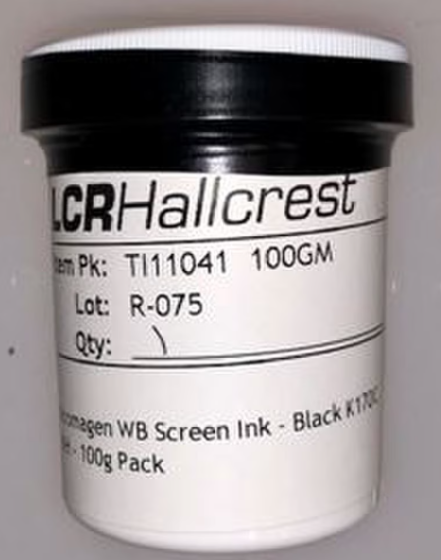 LCRHallcrest
Pk: TI11041 100GM
Lot: R-075
Qty:
WB Screen Ink - Black
- 100g Pack